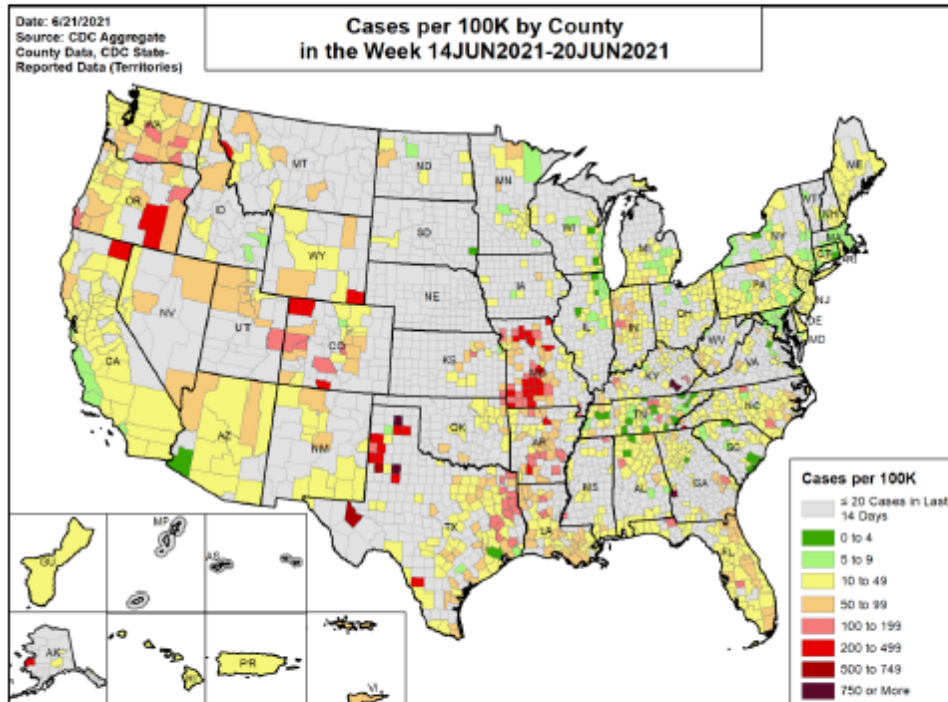 Date: 6/21/2021
Source: CDC Aggregate
County Data, CDC State-
Reported Data (Territories)
Cases per 100K by County
in the Week 14JUN2021-20JUN2021
WA
MT
ND
MN
ME
OR
ID
WY
SD
WI
MI
NY
VT
NH
MA
CT
RI
NV
UT
CO
NE
IA
IL
IN
OH
PA
NJ
DE
MD
WV
VA
CA
KS
KY
AZ
NM
OK
AR
TN
NC
SC
TX
LA
MS
AL
GA
FL
GU
MP
AS
AK
HI
PR
VI
Cases per 100K
≤ 20 Cases in Last
14 Days
0 to 4
5 to 9
10 to 49
50 to 99
100 to 199
200 to 499
500 to 749
750 or More